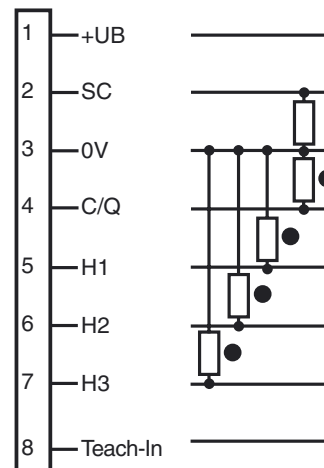 1 +UB
2 SC
3 0V
4 C/Q
5 H1
6 H2
7 H3
8 Teach-In